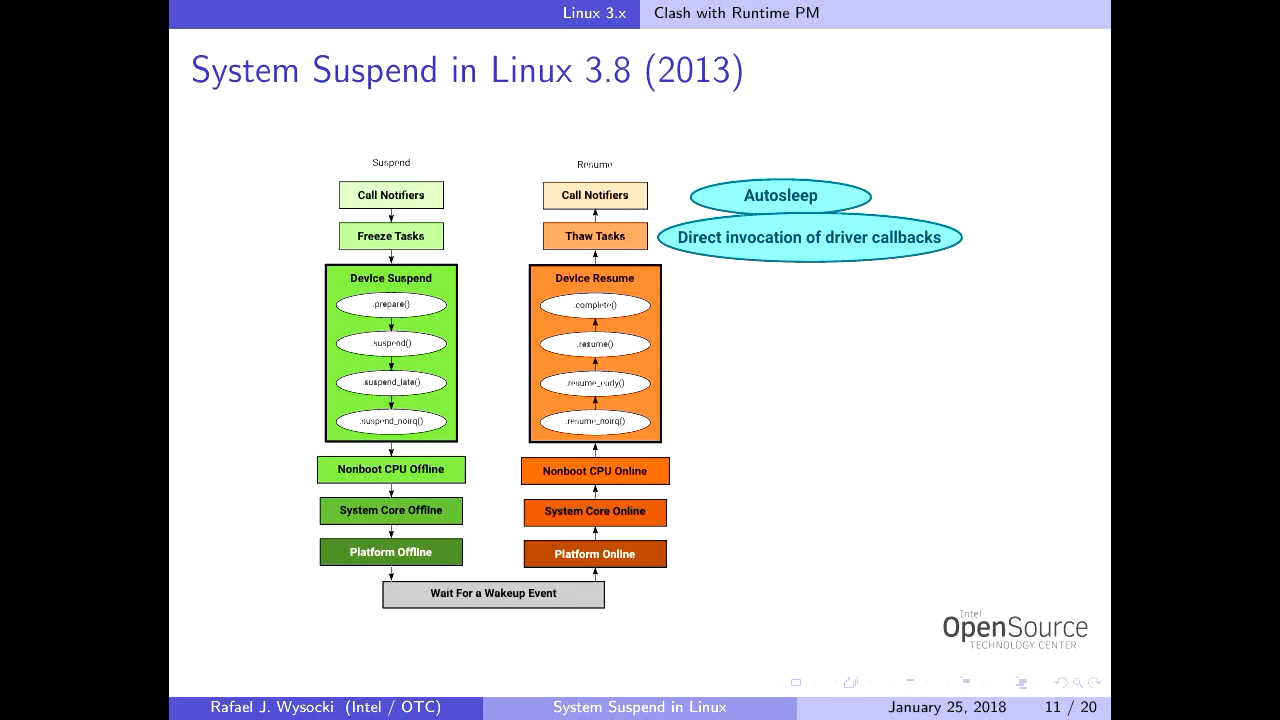 Linux 3.x Clash with Runtime PM
System Suspend in Linux 3.8 (2013)
Suspend
Call Notifiers
Freeze Tasks
Device Suspend
.prepare()
.suspend()
.suspend_late()
.suspend_noirq()
Nonboot CPU Offline
System Core Offline
Platform Offline
Resume
Call Notifiers
Thaw Tasks
Device Resume
.complete()
.resume()
.resume_early()
.resume_noirq()
Nonboot CPU Online
System Core Online
Platform Online
Wait For a Wakeup Event
Autosleep
Direct invocation of driver callbacks
Intel
OpenSource
TECHNOLOGY CENTER
Rafael J. Wysocki (Intel / OTC) System Suspend in Linux January 25, 2018 11 / 20